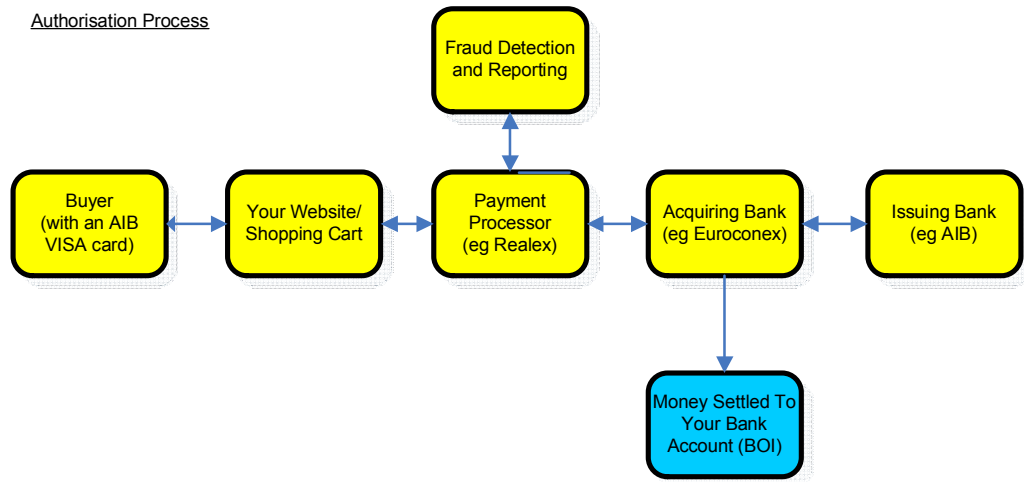 Authorisation Process
Fraud Detection
and Reporting
Buyer
(with an AIB
VISA card)
Your Website/
Shopping Cart
Payment
Processor
(eg Realex)
Acquiring Bank
(eg Euroconex)
Issuing Bank
(eg AIB)
Money Settled To
Your Bank
Account (BOI)